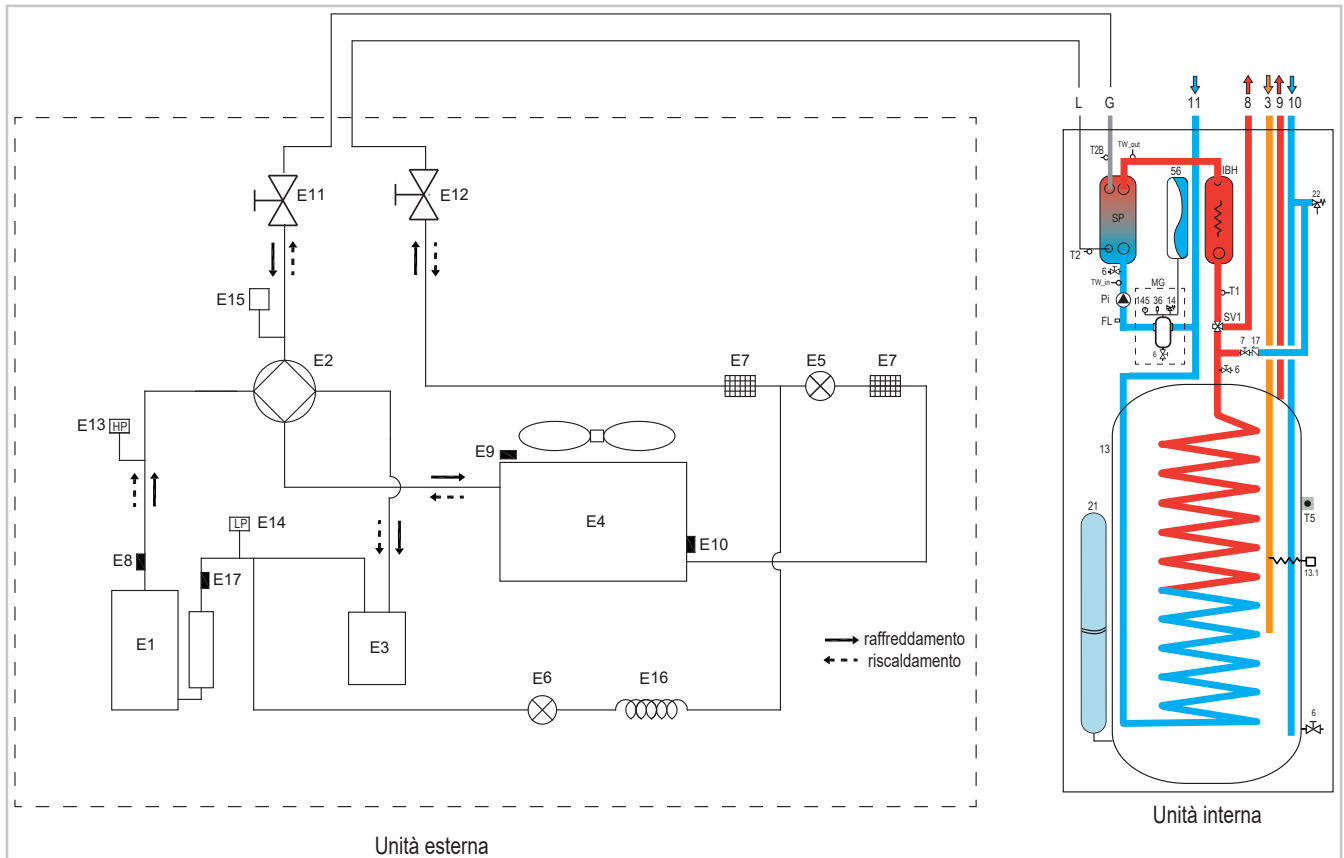 L G 11 8 3 9 10
T2B TW_out
IBH
56
22
SP
T2
6
TW_in
MG
T1
Pi
145 36 14
SV1
FL
7 17
6
6
13
21
T5
13.1
6
E11
E12
E15
E2
E7
E5
E7
E13
HP
E9
E4
LP
E14
E10
E8
E17
E1
E3
raffreddamento
riscaldamento
E6
E16
Unità interna
Unità esterna